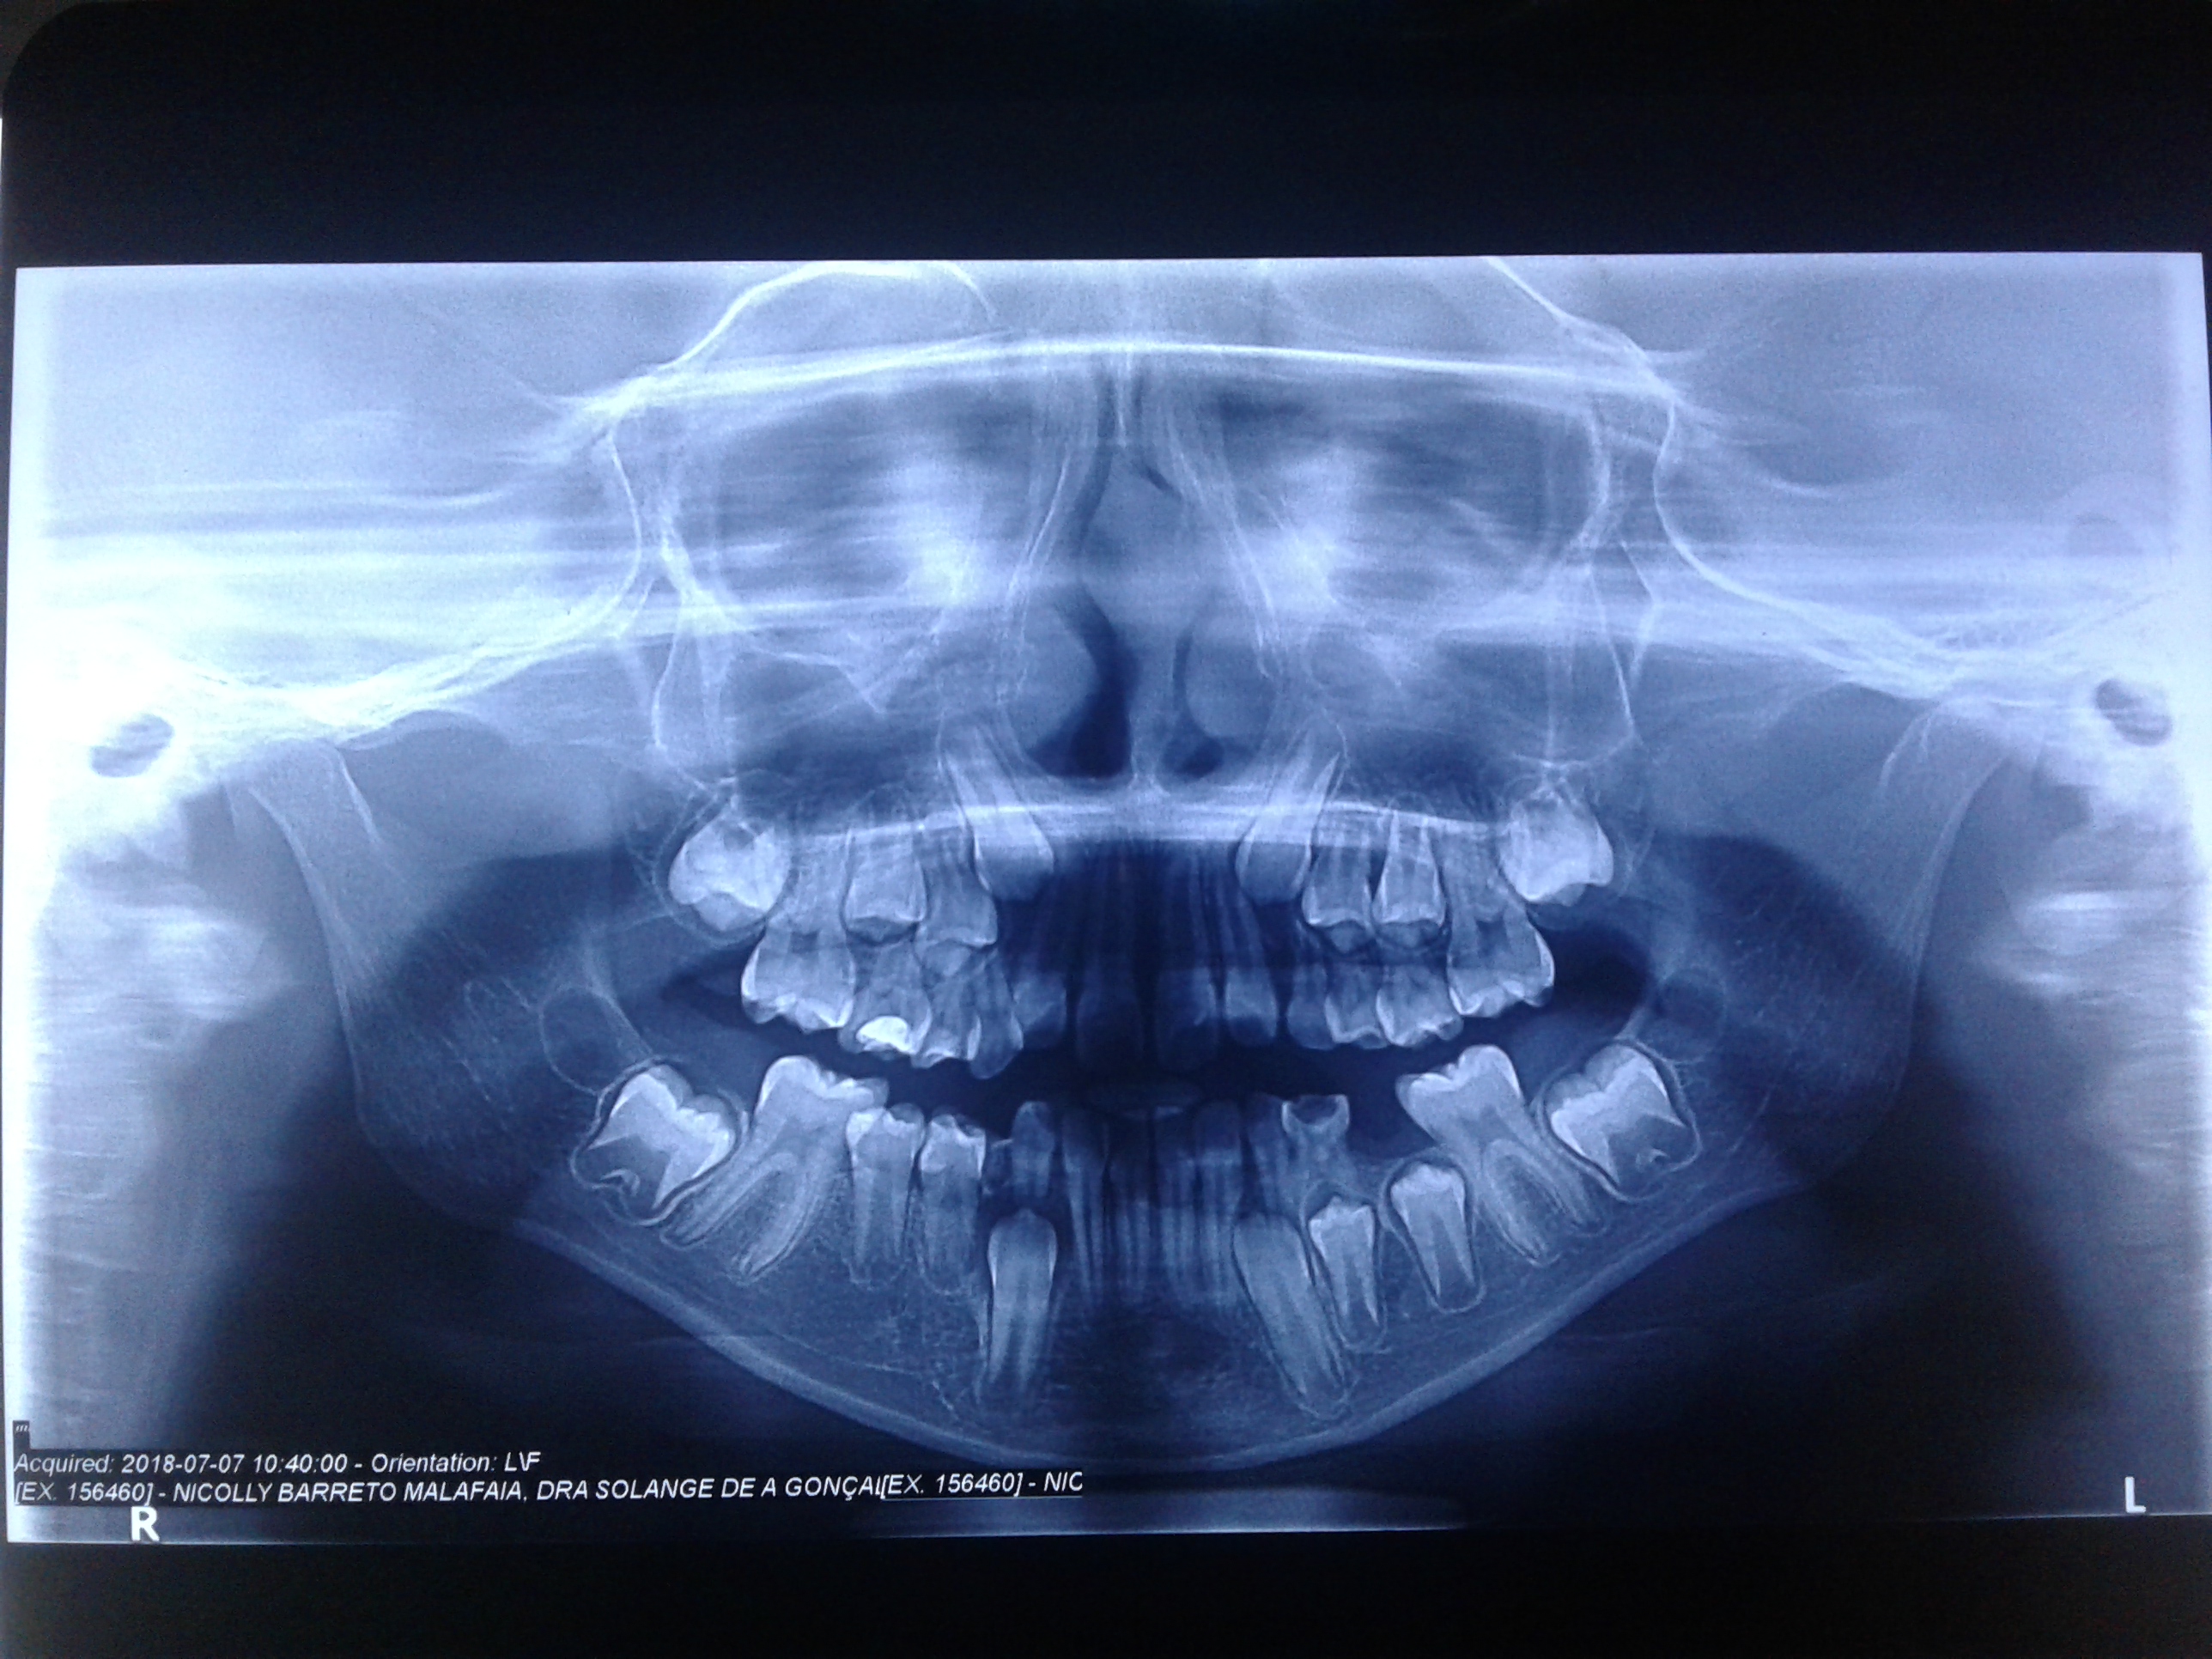 Acquired: 2018-07-07 10:40:00 - Orientation: L\F
[EX. 156460] - NICOLLY BARRETO MALAFAIA, DRA SOLANGE DE A GONÇAL[EX. 156460] - NIC
R
L